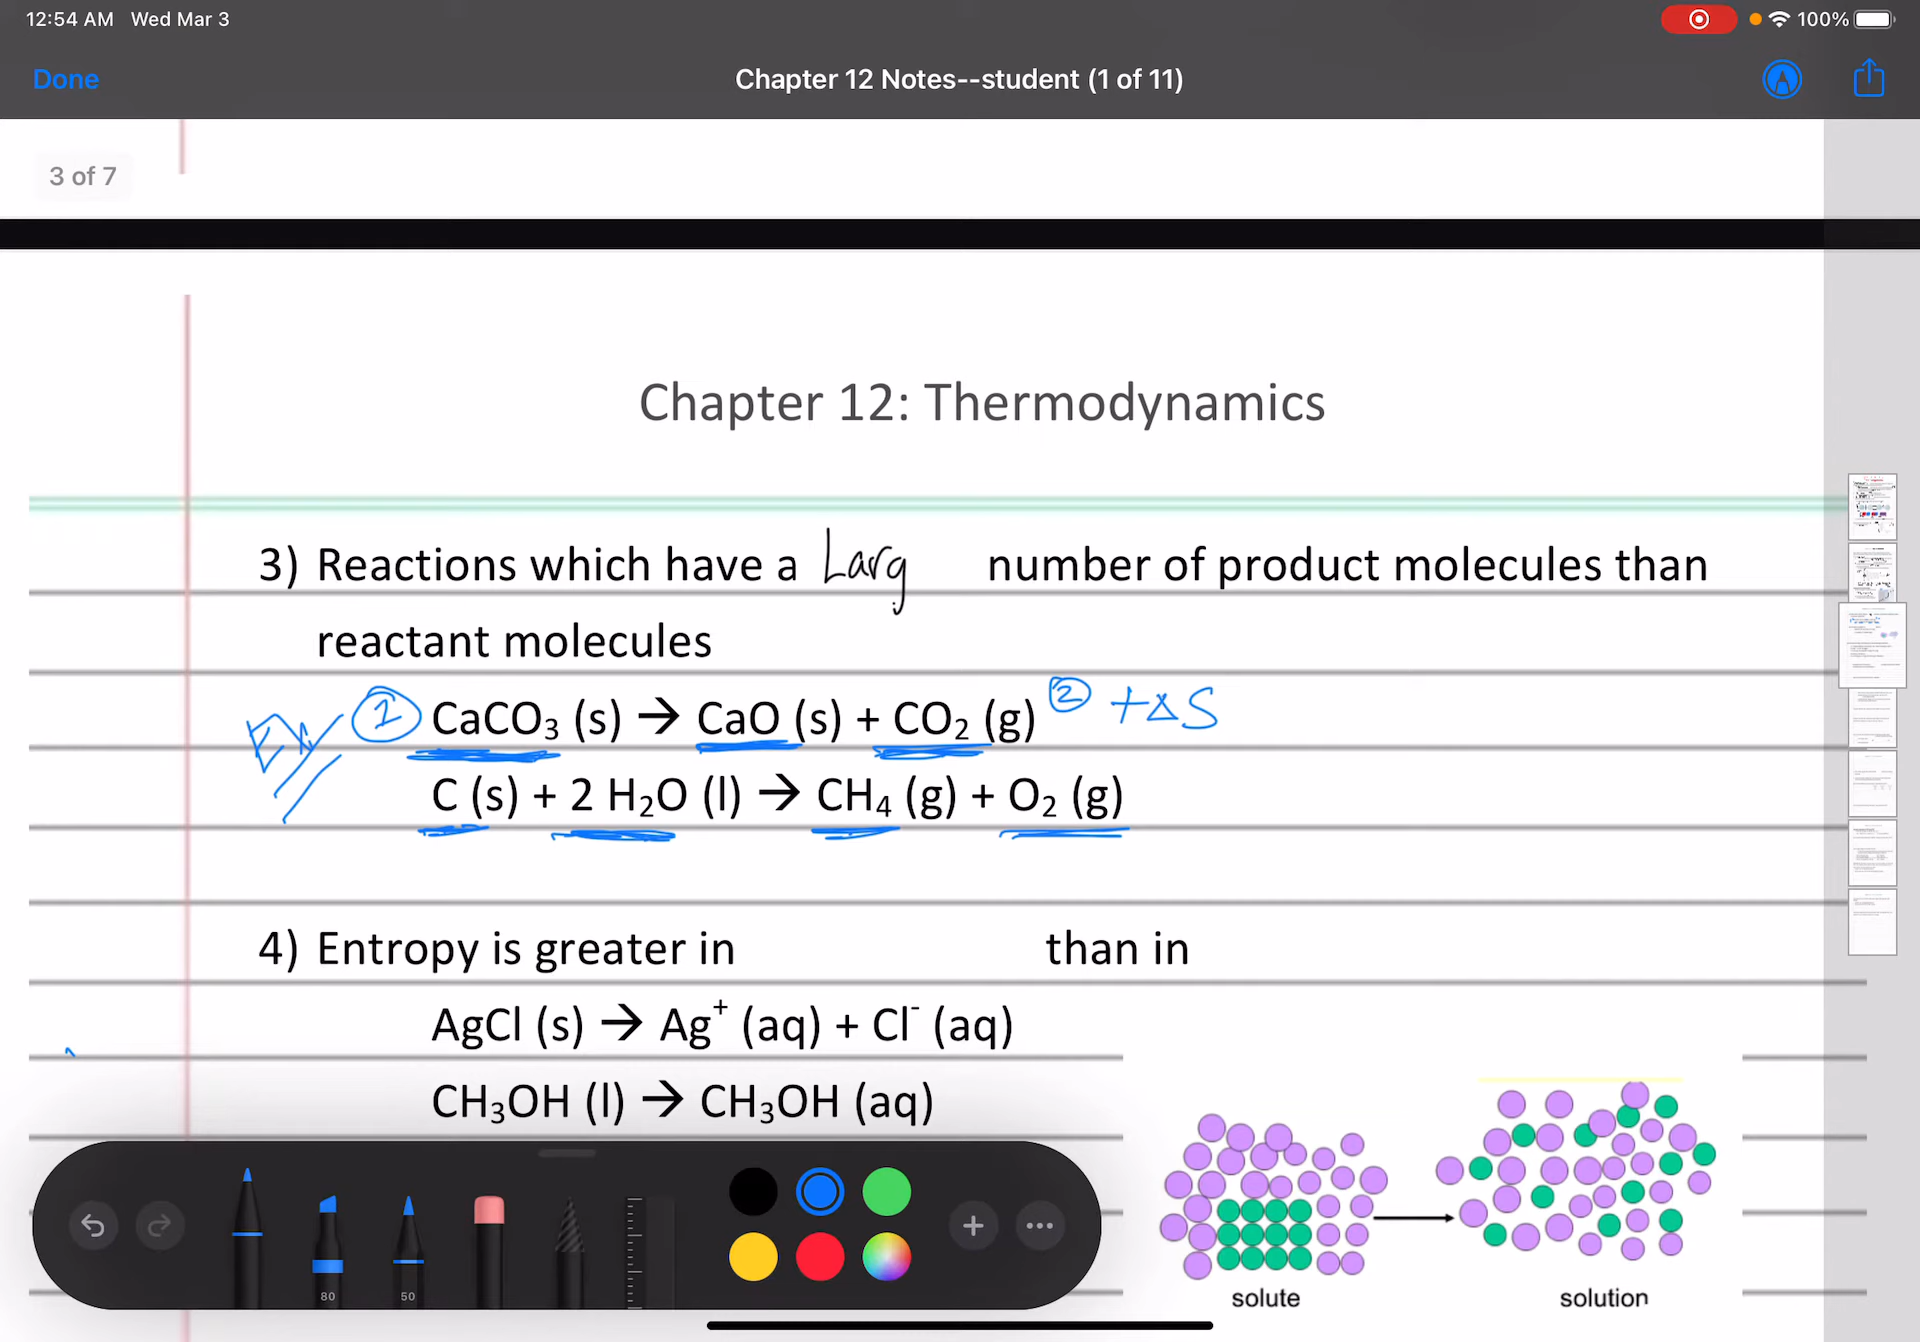 12:54 AM Wed Mar 3
100%
Done
Chapter 12 Notes--student (1 of 11)
3 of 7
Chapter 12: Thermodynamics
3) Reactions which have a Larg number of product molecules than
reactant molecules
Ex ① CaCO₃ (s) → CaO (s) + CO₂ (g) ② +ΔS
C (s) + 2 H₂O (l) → CH₄ (g) + O₂ (g)
4) Entropy is greater in than in
AgCl (s) → Ag⁺ (aq) + Cl⁻ (aq)
CH₃OH (l) → CH₃OH (aq)
80
50
solute
solution